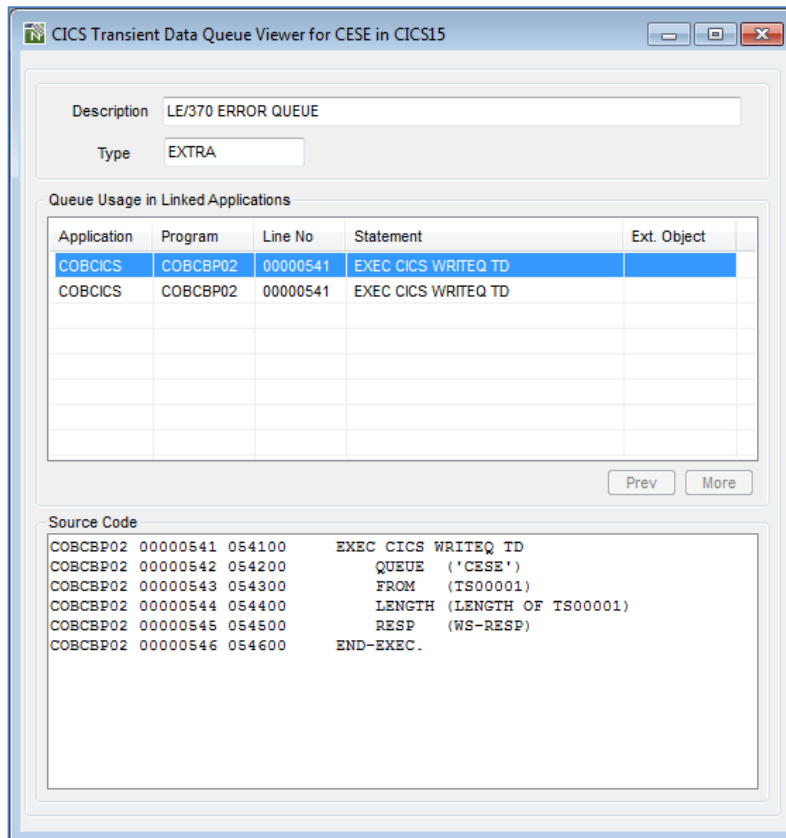 CICS Transient Data Queue Viewer for CESE in CICS15
Description LE/370 ERROR QUEUE
Type EXTRA
Queue Usage in Linked Applications
Application Program Line No Statement Ext. Object
COBCICS COBCBP02 00000541 EXEC CICS WRITEQ TD
COBCICS COBCBP02 00000541 EXEC CICS WRITEQ TD
Prev More
Source Code
COBCBP02 00000541 054100 EXEC CICS WRITEQ TD
COBCBP02 00000542 054200 QUEUE ('CESE')
COBCBP02 00000543 054300 FROM (TS00001)
COBCBP02 00000544 054400 LENGTH (LENGTH OF TS00001)
COBCBP02 00000545 054500 RESP (WS-RESP)
COBCBP02 00000546 054600 END-EXEC.